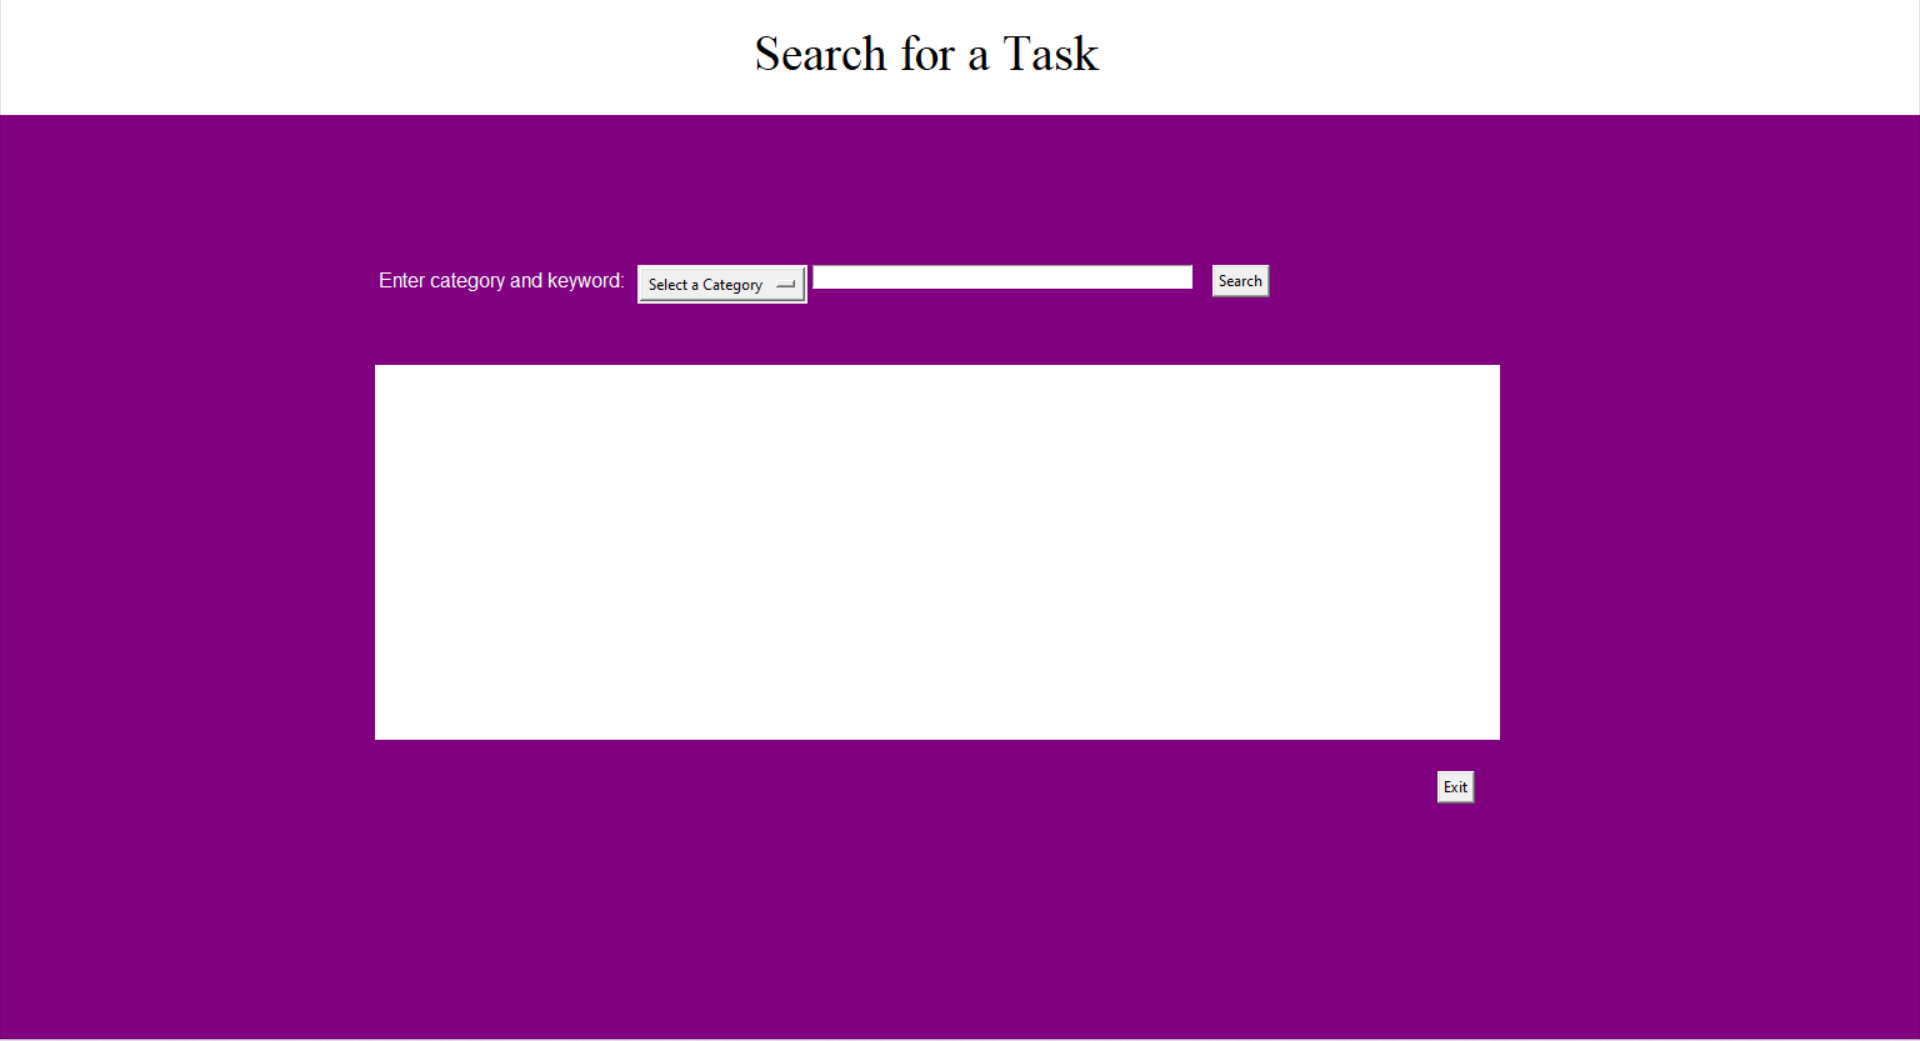 Search for a Task
Enter category and keyword: Select a Category Search
Exit